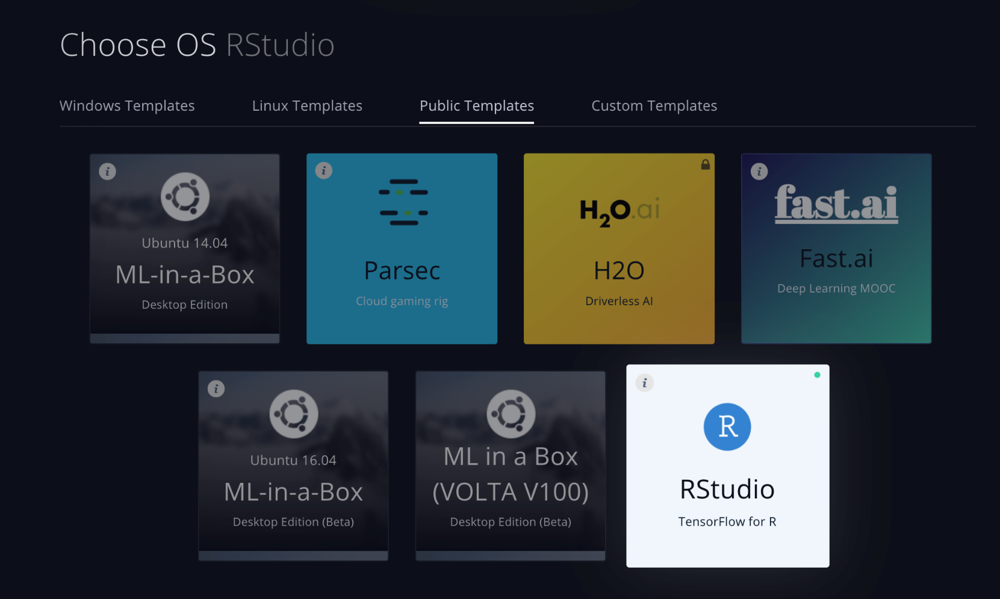 Choose OS RStudio
Windows Templates
Linux Templates
Public Templates
Custom Templates
i
Ubuntu 14.04
ML-in-a-Box
Desktop Edition
i
Parsec
Cloud gaming rig
H2O.ai
H2O
Driverless AI
i
fast.ai
Fast.ai
Deep Learning MOOC
i
Ubuntu 16.04
ML-in-a-Box
Desktop Edition (Beta)
ML in a Box
(VOLTA V100)
Desktop Edition (Beta)
i
R
RStudio
TensorFlow for R